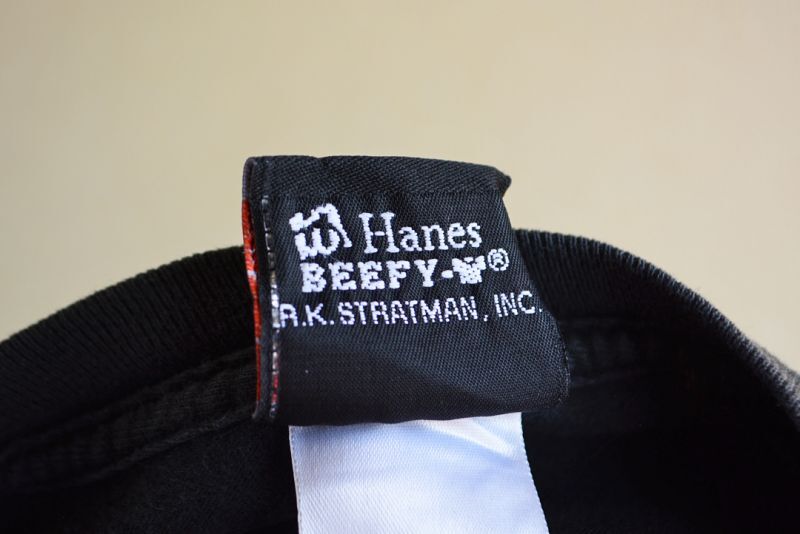 Hanes
BEEFY-T®
R.K. STRATMAN, INC.